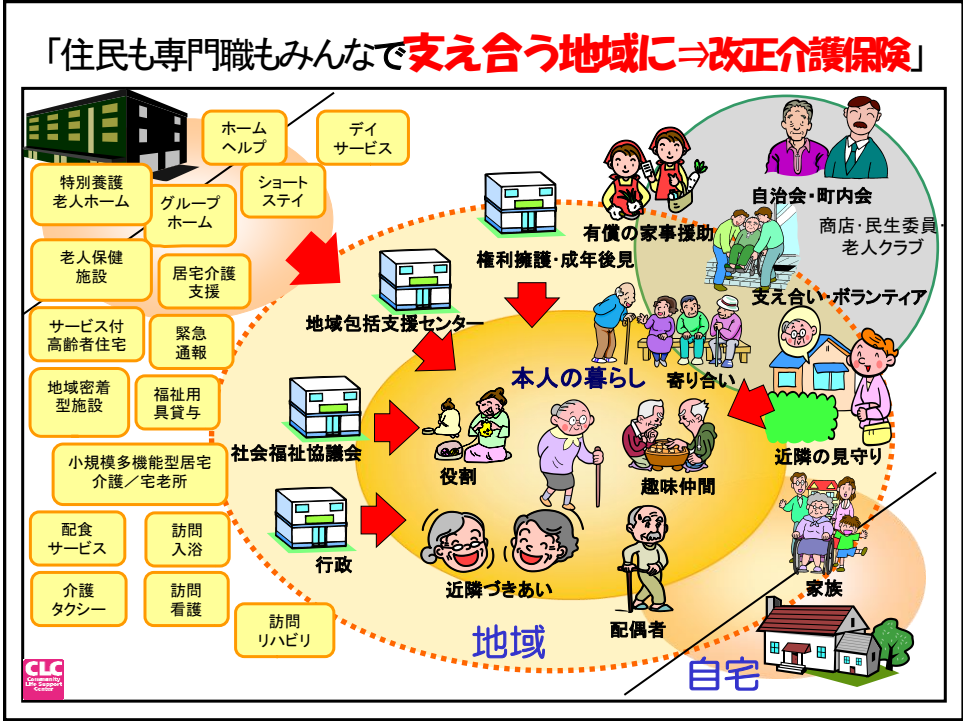 「住民も専門職もみんなで支え合う地域に⇒改正介護保険」
ホーム
ヘルプ
デイ
サービス
特別養護
老人ホーム
グループ
ホーム
ショート
ステイ
老人保健
施設
居宅介護
支援
サービス付
高齢者住宅
緊急
通報
地域密着
型施設
福祉用
具貸与
小規模多機能型居宅
介護／宅老所
配食
サービス
訪問
入浴
介護
タクシー
訪問
看護
訪問
リハビリ
権利擁護・成年後見
地域包括支援センター
社会福祉協議会
行政
有償の家事援助
自治会・町内会
商店・民生委員・
老人クラブ
支え合い・ボランティア
本人の暮らし
寄り合い
近隣の見守り
役割
趣味仲間
近隣づきあい
配偶者
家族
地域
自宅
CLC
Community
Life Support
Center